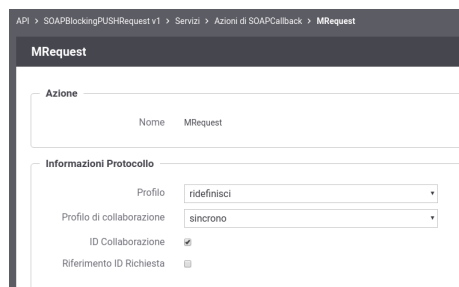 API > SOAPBlockingPUSHRequest v1 > Servizi > Azioni di SOAPCallback > MRequest
MRequest
Azione
Nome MRequest
Informazioni Protocollo
Profilo ridefinisci
Profilo di collaborazione sincrono
ID Collaborazione
Riferimento ID Richiesta